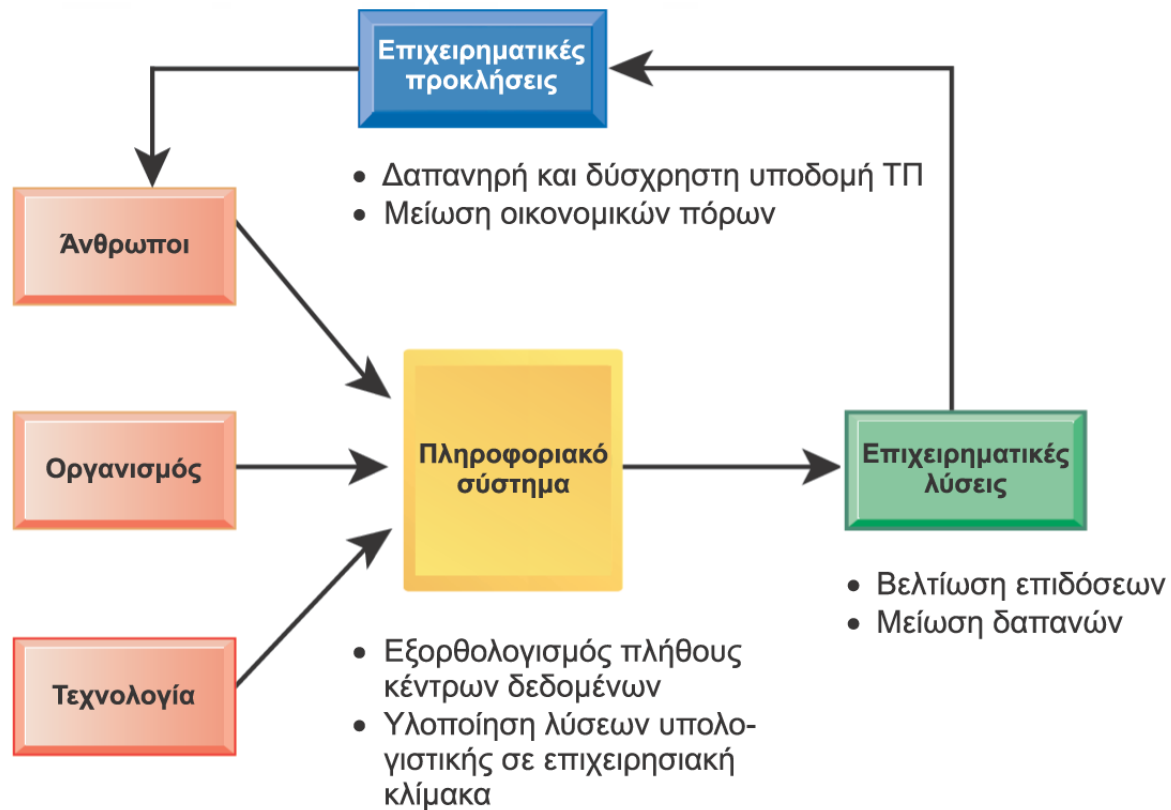 Επιχειρηματικές
προκλήσεις
• Δαπανηρή και δύσχρηστη υποδομή ΤΠ
• Μείωση οικονομικών πόρων
Άνθρωποι
Οργανισμός
Τεχνολογία
Πληροφοριακό
σύστημα
• Εξορθολογισμός πλήθους
κέντρων δεδομένων
• Υλοποίηση λύσεων υπολο-
γιστικής σε επιχειρησιακή
κλίμακα
Επιχειρηματικές
λύσεις
• Βελτίωση επιδόσεων
• Μείωση δαπανών